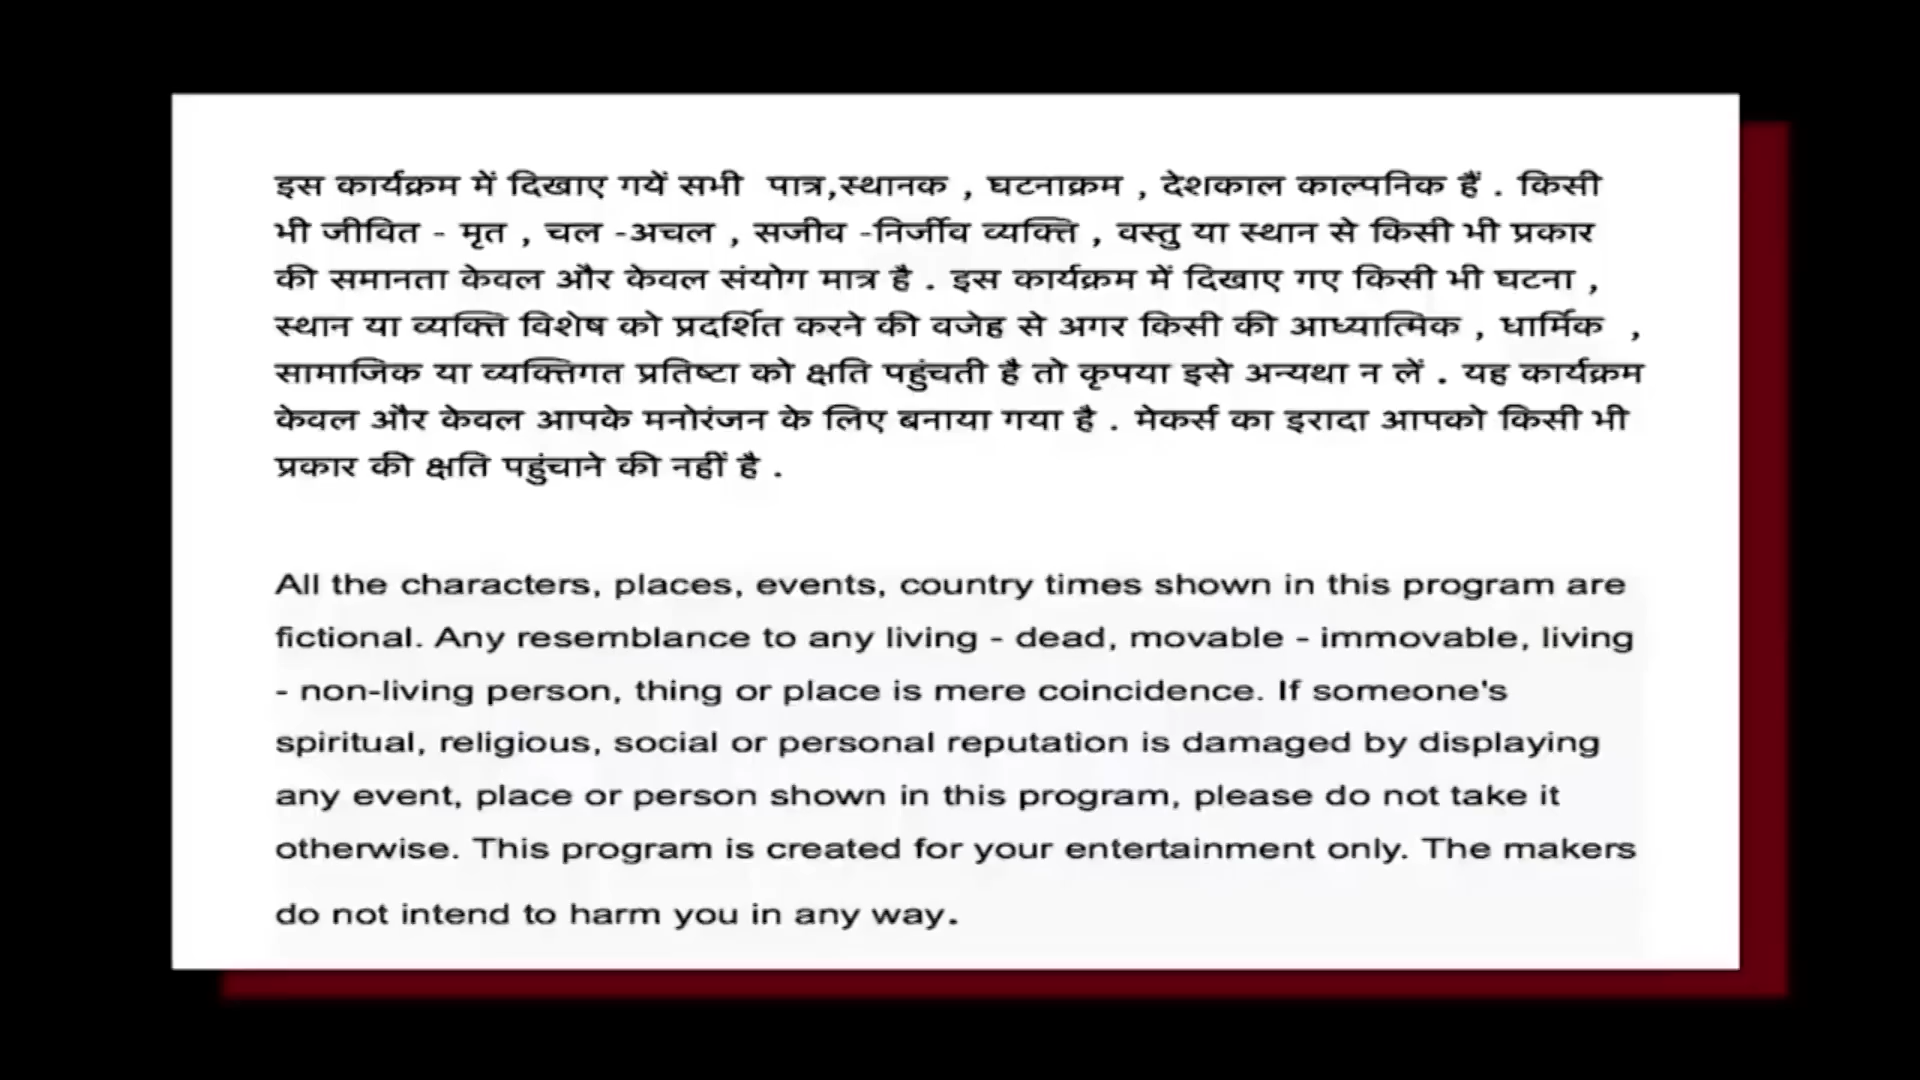 इस कार्यक्रम में दिखाए गयें सभी पात्र,स्थानक , घटनाक्रम , देशकाल काल्पनिक हैं . किसी
भी जीवित - मृत , चल -अचल , सजीव -निर्जीव व्यक्ति , वस्तु या स्थान से किसी भी प्रकार
की समानता केवल और केवल संयोग मात्र है . इस कार्यक्रम में दिखाए गए किसी भी घटना ,
स्थान या व्यक्ति विशेष को प्रदर्शित करने की वजेह से अगर किसी की आध्यात्मिक , धार्मिक ,
सामाजिक या व्यक्तिगत प्रतिष्टा को क्षति पहुंचती है तो कृपया इसे अन्यथा न लें . यह कार्यक्रम
केवल और केवल आपके मनोरंजन के लिए बनाया गया है . मेकर्स का इरादा आपको किसी भी
प्रकार की क्षति पहुंचाने की नहीं है .
All the characters, places, events, country times shown in this program are
fictional. Any resemblance to any living - dead, movable - immovable, living
- non-living person, thing or place is mere coincidence. If someone's
spiritual, religious, social or personal reputation is damaged by displaying
any event, place or person shown in this program, please do not take it
otherwise. This program is created for your entertainment only. The makers
do not intend to harm you in any way.